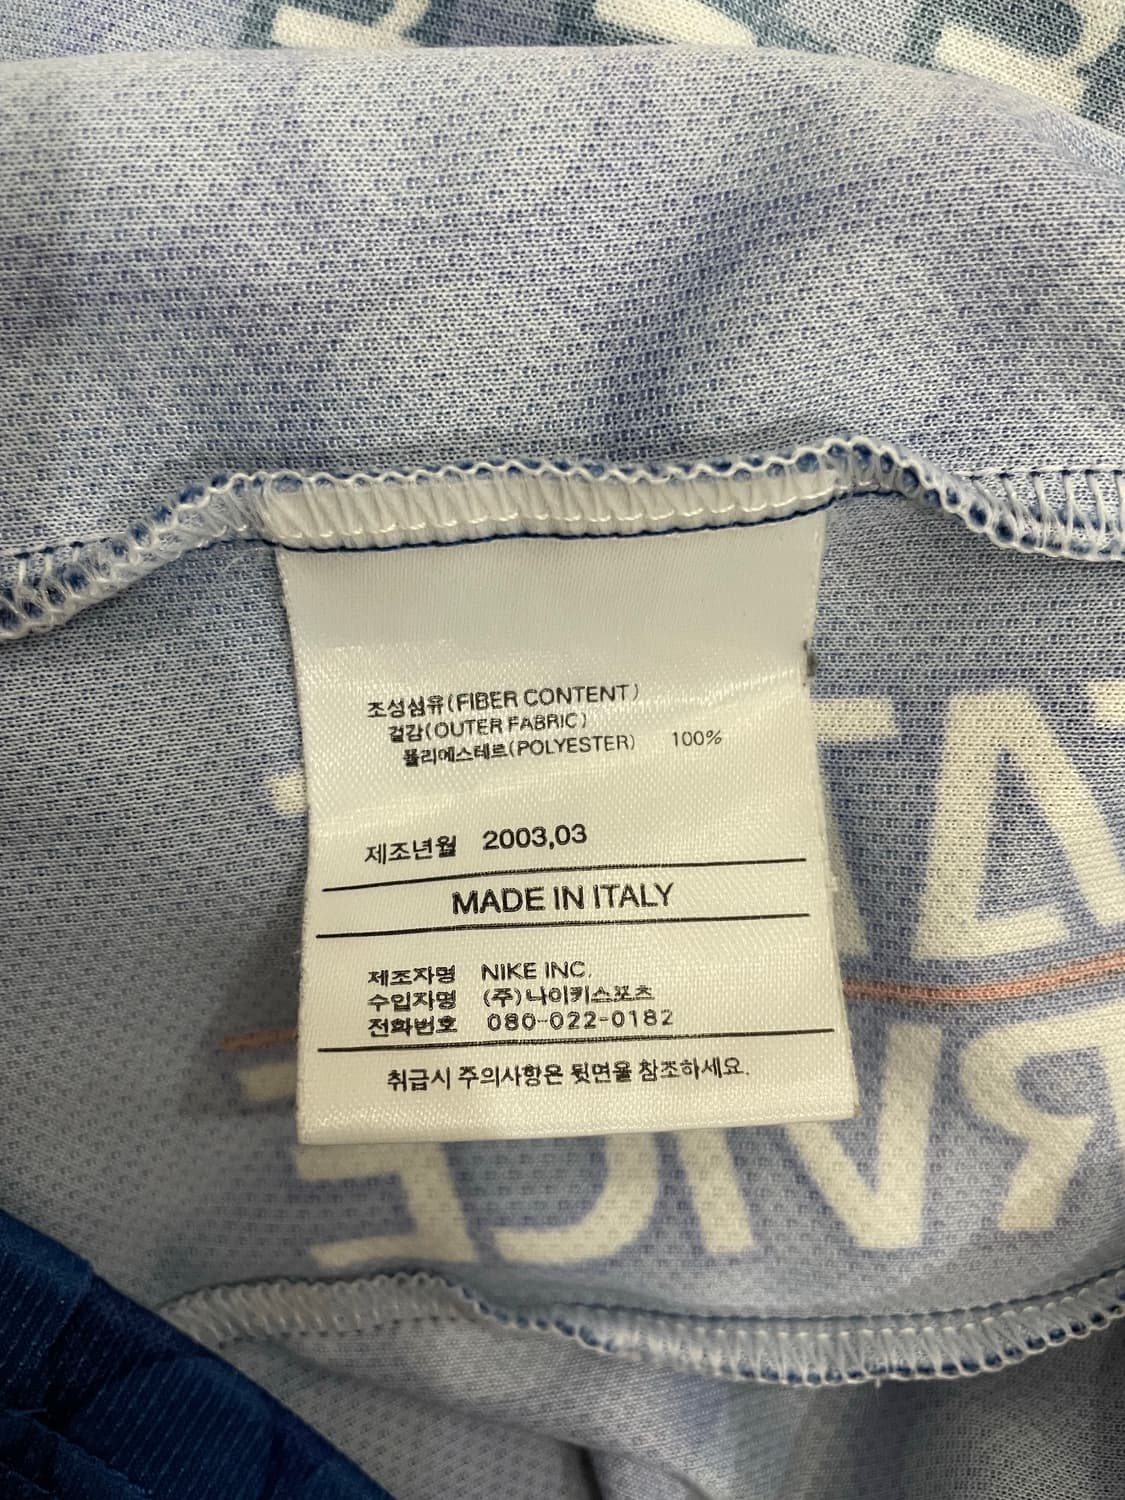 조성섬유(FIBER CONTENT)
겉감(OUTER FABRIC)
폴리에스테르(POLYESTER) 100%
제조년월 2003,03
MADE IN ITALY
제조자명 NIKE INC.
수입자명 (주)나이키스포츠
전화번호 080-022-0182
취급시 주의사항은 뒷면을 참조하세요.